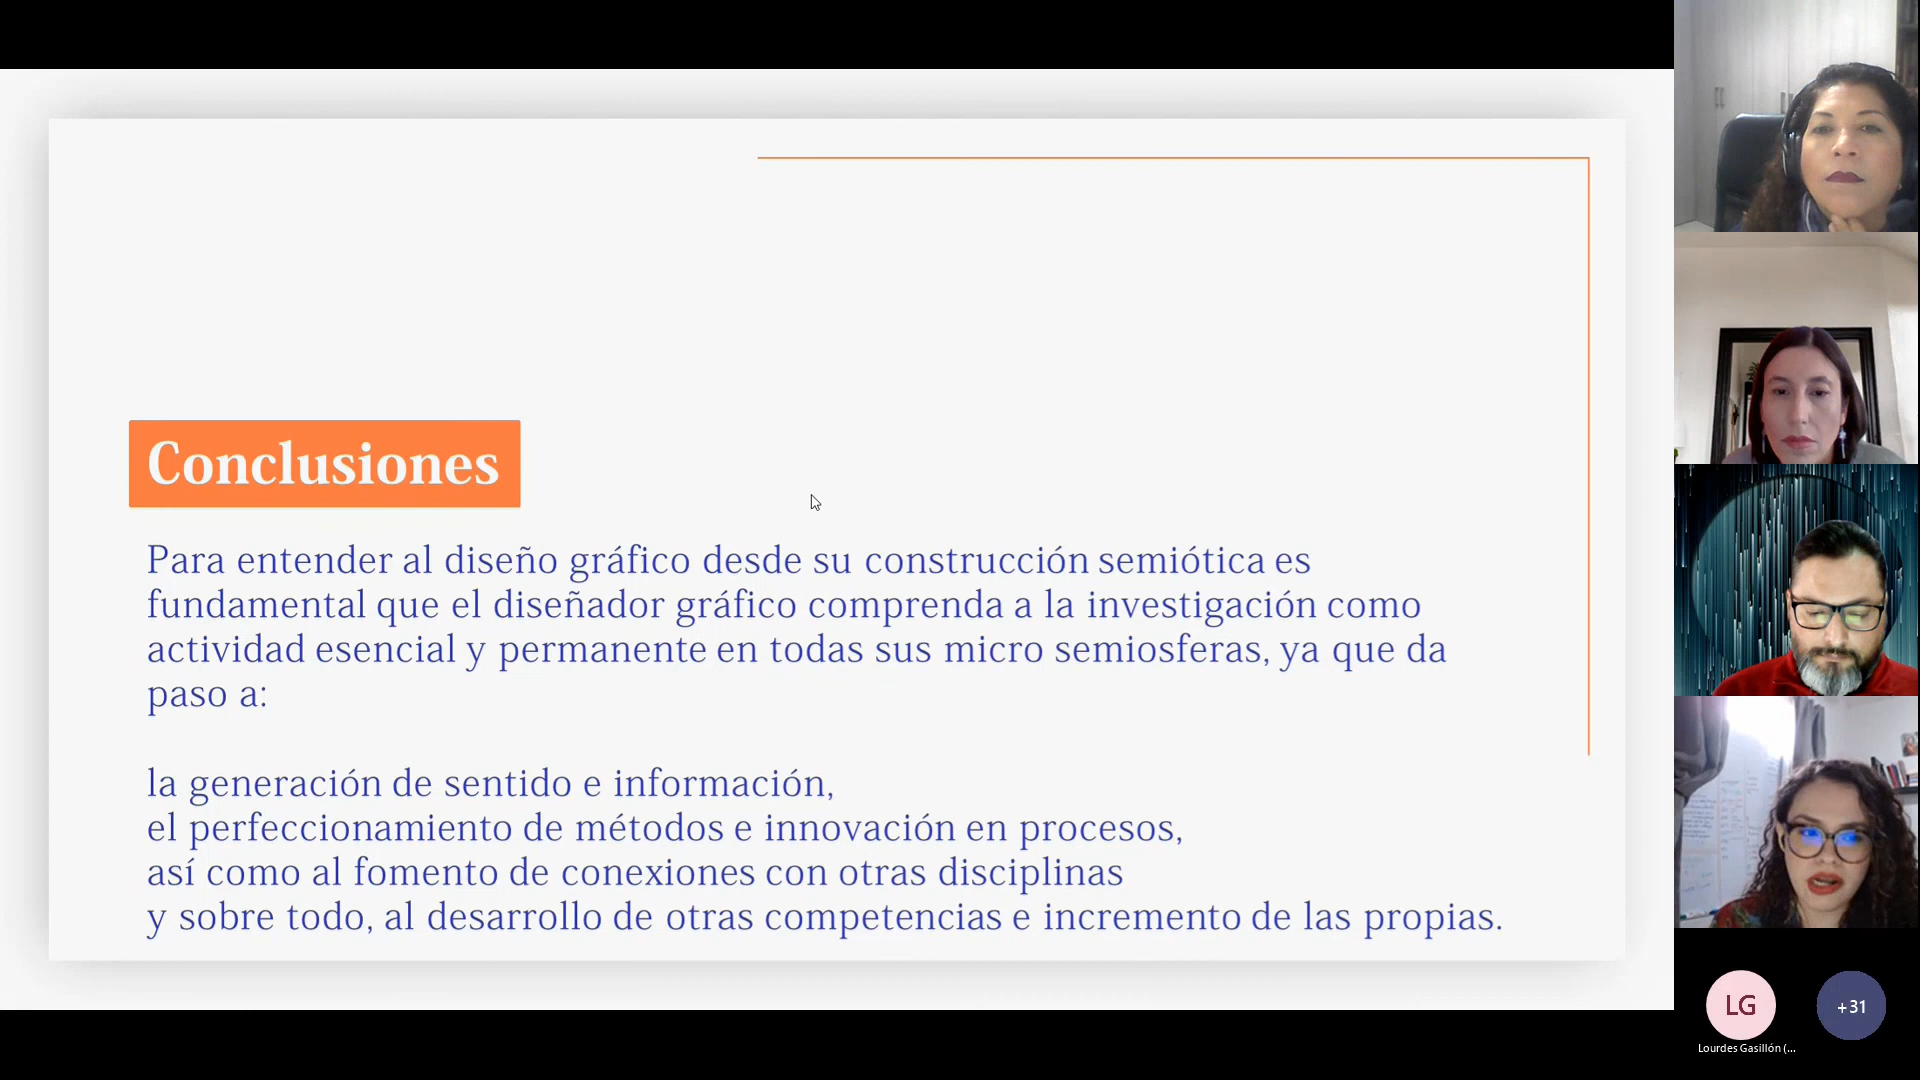 Conclusiones
Para entender al diseño gráfico desde su construcción semiótica es
fundamental que el diseñador gráfico comprenda a la investigación como
actividad esencial y permanente en todas sus micro semiosferas, ya que da
paso a:
la generación de sentido e información,
el perfeccionamiento de métodos e innovación en procesos,
así como al fomento de conexiones con otras disciplinas
y sobre todo, al desarrollo de otras competencias e incremento de las propias.
LG
+31
Lourdes Gasillón (...